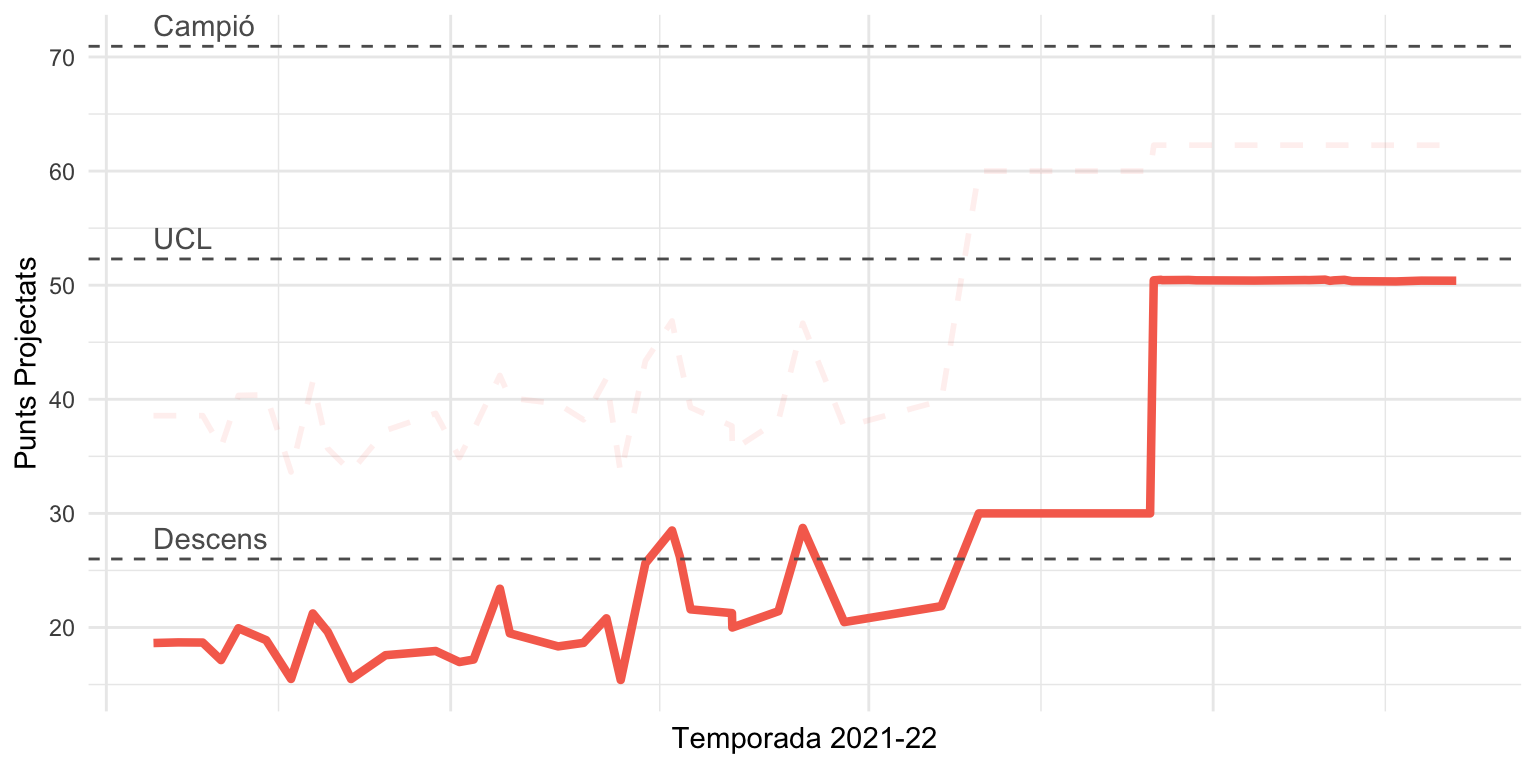 Campió
70
60
UCL
50
40
30
Descens
20
Punts Projectats
Temporada 2021-22